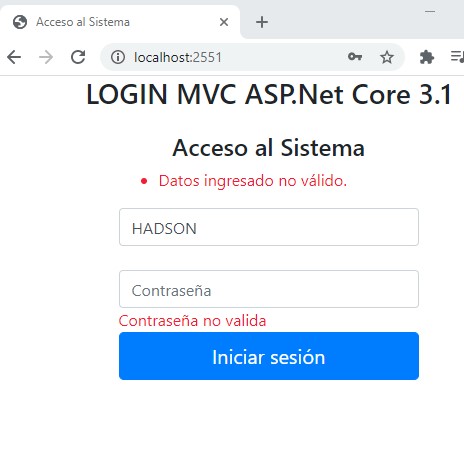 Acceso al Sistema
localhost:2551
LOGIN MVC ASP.Net Core 3.1
Acceso al Sistema
• Datos ingresado no válido.
HADSON
Contraseña
Contraseña no valida
Iniciar sesión